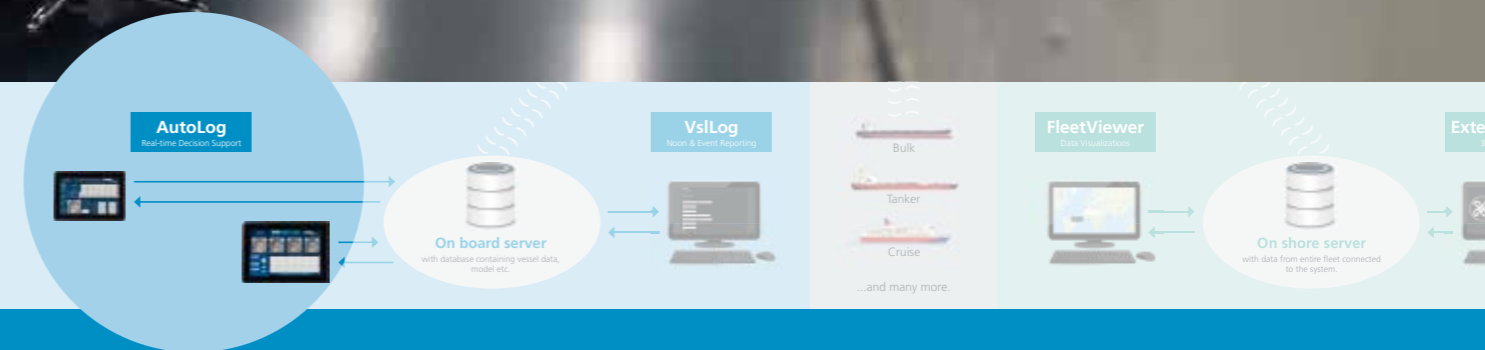 AutoLog
Real-time Decision Support
On board server
with database containing vessel data,
model etc.
VslLog
Noon & Event Reporting
Bulk
Tanker
Cruise
...and many more.
FleetViewer
Data Visualizations
On shore server
with data from entire fleet connected
to the system.
Exte